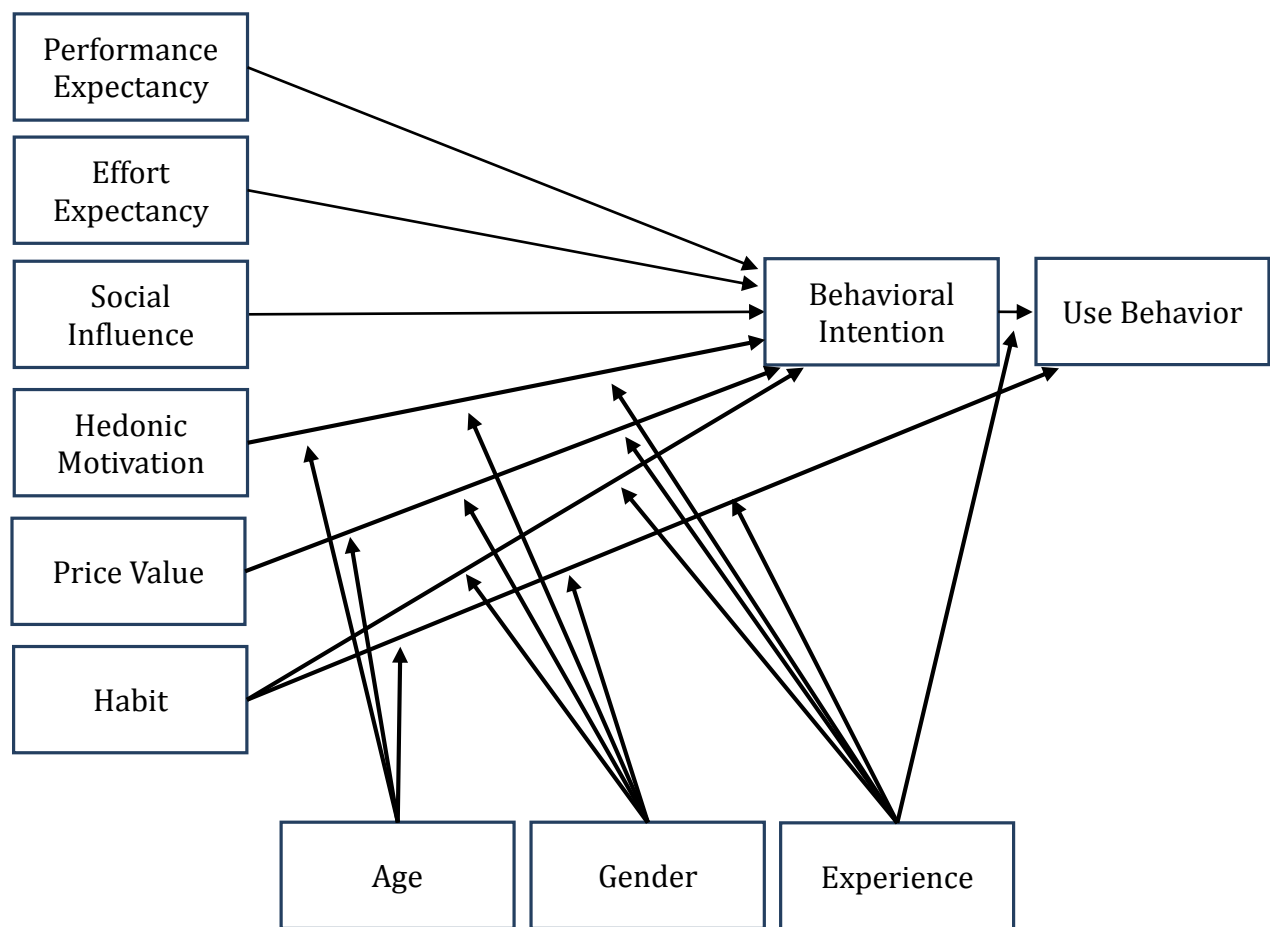 Performance
Expectancy
Effort
Expectancy
Social
Influence
Behavioral
Intention
Use Behavior
Hedonic
Motivation
Price Value
Habit
Age
Gender
Experience